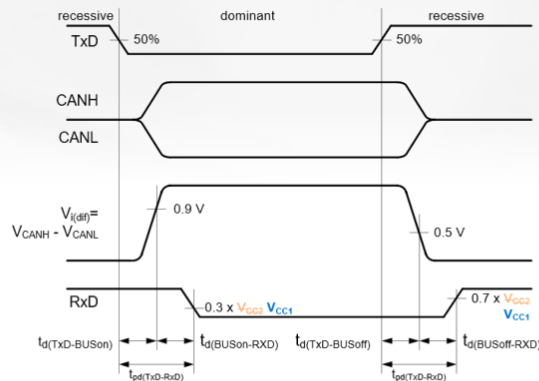 recessive dominant recessive
TxD 50% 50%
CANH
CANL
Vi(dif)= 0.9 V 0.5 V
VCANH - VCANL
RxD 0.3 x VCC2 VCC1 0.7 x VCC2
VCC1
td(TxD-BUSon) td(BUSon-RXD) td(TxD-BUSoff) td(BUSoff-RXD)
tpd(TxD-RxD) tpd(TxD-RxD)